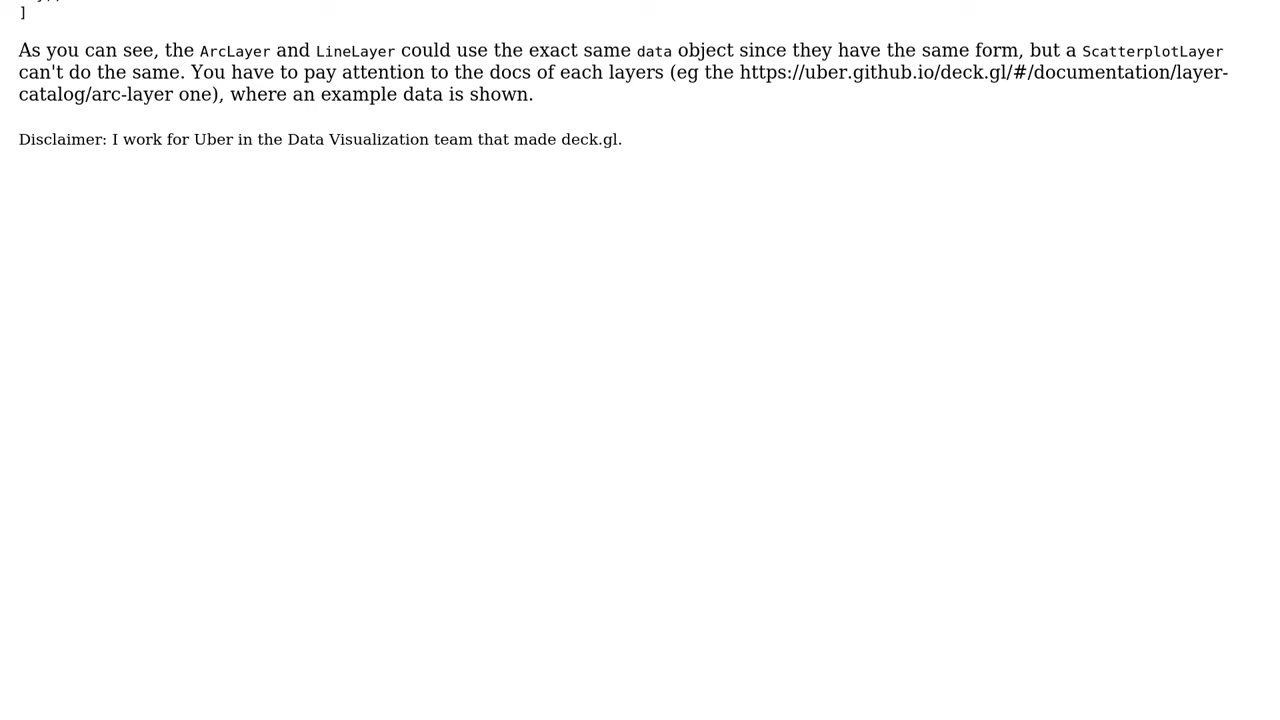 ]
As you can see, the ArcLayer and LineLayer could use the exact same data object since they have the same form, but a ScatterplotLayer
can't do the same. You have to pay attention to the docs of each layers (eg the https://uber.github.io/deck.gl/#/documentation/layer-
catalog/arc-layer one), where an example data is shown.
Disclaimer: I work for Uber in the Data Visualization team that made deck.gl.